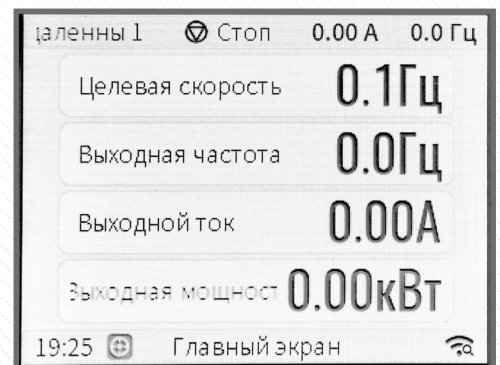 даленны 1 Стоп 0.00 A 0.0 Гц
Целевая скорость 0.1Гц
Выходная частота 0.0Гц
Выходной ток 0.00A
Выходная мощност 0.00кВт
19:25 Главный экран